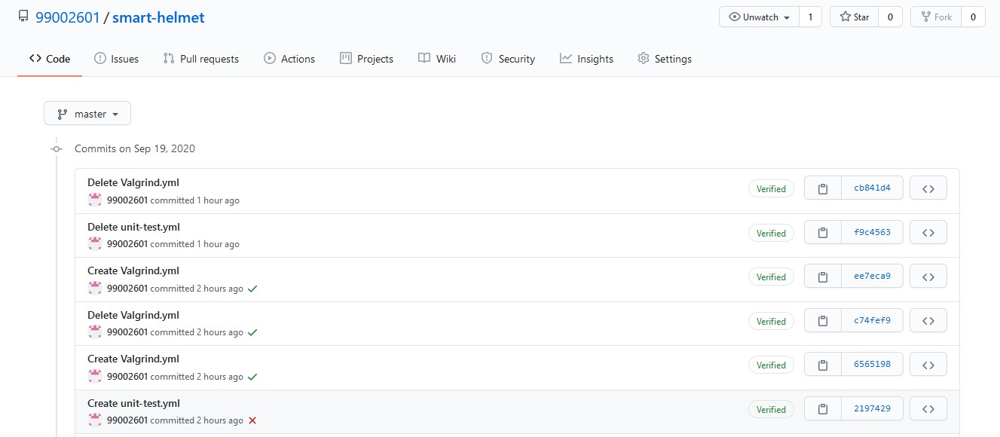 99002601 / smart-helmet
Unwatch 1 Star 0 Fork 0
Code Issues Pull requests Actions Projects Wiki Security Insights Settings
master
Commits on Sep 19, 2020
Delete Valgrind.yml
99002601 committed 1 hour ago
Verified cb841d4
Delete unit-test.yml
99002601 committed 1 hour ago
Verified f9c4563
Create Valgrind.yml
99002601 committed 2 hours ago
Verified ee7eca9
Delete Valgrind.yml
99002601 committed 2 hours ago
Verified c74fef9
Create Valgrind.yml
99002601 committed 2 hours ago
Verified 6565198
Create unit-test.yml
99002601 committed 2 hours ago
Verified 2197429